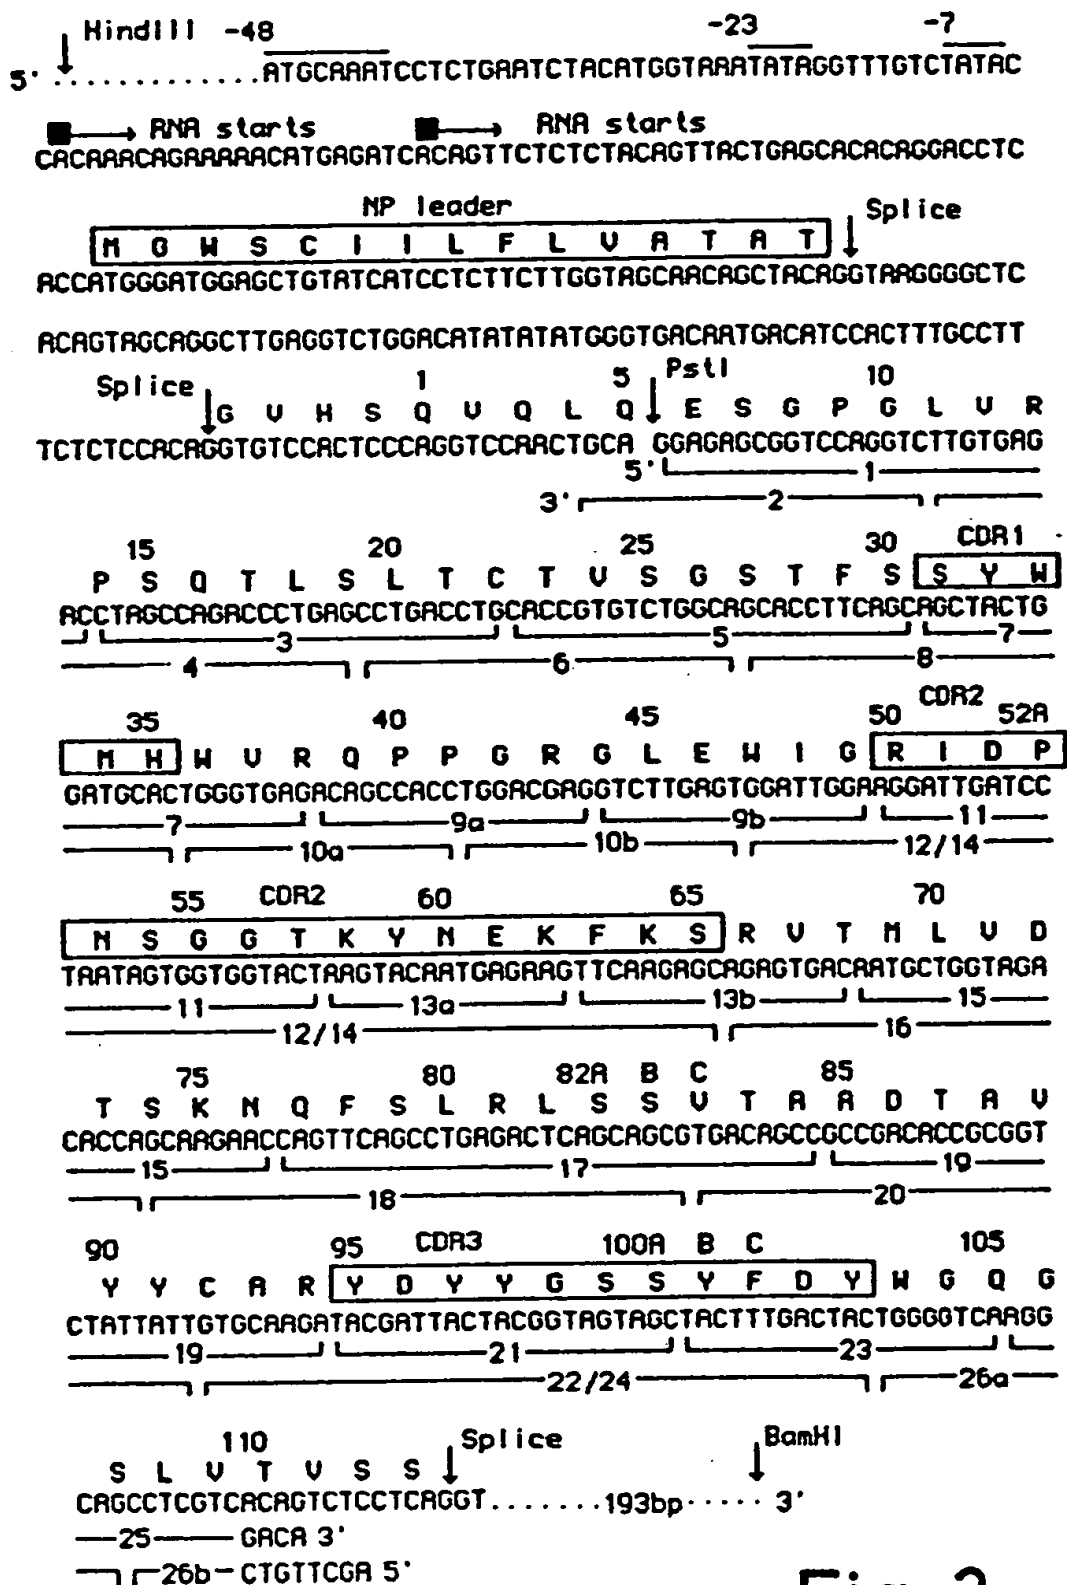 HindIII -48 -23 -7
5' .............ATGCAAATCCTCTGAATCTACATGGTAAATATAGGTTTGTCTATAC
RNA starts RNA starts
CACAAACAGAAAAACATGAGATCACAGTTCTCTCTACAGTTACTGAGCACACAGGACCTC
NP leader Splice
M G W S C I I L F L V A T A T
ACCATGGGATGGAGCTGTATCATCCTCTTCTTGGTAGCAACAGCTACAGGTAAGGGGCTC
ACAGTAGCAGGCTTGAGGTCTGGACATATATATGGGTGACAATGACATCCACTTTGCCTT
Splice 1 5 PstI 10
G V H S Q V Q L Q E S G P G L V R
TCTCTCCACAGGTGTCCACTCCCAGGTCCAACTGCA GGAGAGCGGTCCAGGTCTTGTGAG
5' 1
3' 2
15 20 25 30 CDR1
P S Q T L S L T C T V S G S T F S S Y W
ACCTAGCCAGACCCTGAGCCTGACCTGCACCGTGTCTGGCAGCACCTTCAGCAGCTACTG
3 5 7
4 6 8
35 40 45 50 CDR2 52A
M H W V R Q P P G R G L E W I G R I D P
GATGCACTGGGTGAGACAGCCACCTGGACGAGGTCTTGAGTGGATTGGAAGGATTGATCC
7 9a 9b 11
10a 10b 12/14
55 CDR2 60 65 70
N S G G T K Y N E K F K S R V T M L V D
TAATAGTGGTGGTACTAAGTACAATGAGAAGTTCAAGAGCAGAGTGACAATGCTGGTAGA
11 13a 13b 15
12/14 16
75 80 82A B C 85
T S K N Q F S L R L S S V T A A D T A V
CACCAGCAAGAACCAGTTCAGCCTGAGACTCAGCAGCGTGACAGCCGCCGACACCGCGGT
15 17 19
18 20
90 95 CDR3 100A B C 105
Y Y C A R Y D Y Y G S S Y F D Y W G Q G
CTATTATTGTGCAAGATACGATTACTACGGTAGTAGCTACTTTGACTACTGGGGTCAAGG
19 21 23
22/24 26a
110 Splice BamHI
S L V T V S S
CAGCCTCGTCACAGTCTCCTCAGGT.......193bp..... 3'
25 GACA 3'
26b CTGTTCGA 5'